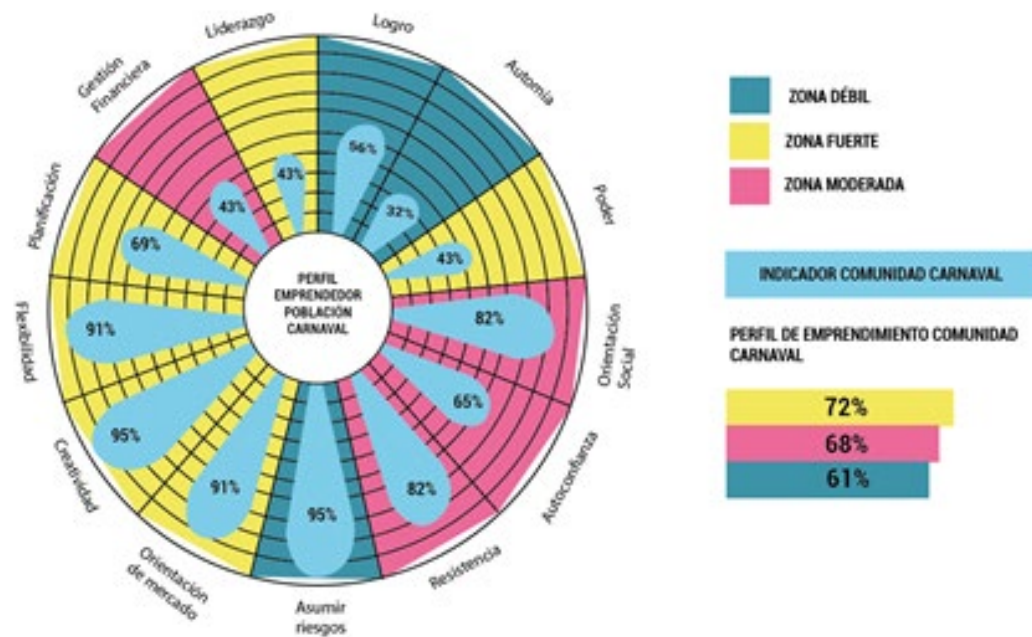 Liderazgo
Logro
Automia
Poder
Orientación
Social
Autoconfianza
Resistencia
Asumir
riesgos
Orientación
de mercado
Creatividad
Flexibilidad
Planificación
Gestión
Financiera
43%
56%
32%
43%
82%
65%
82%
95%
91%
95%
91%
69%
43%
PERFIL
EMPRENDEDOR
POBLACIÓN
CARNAVAL
ZONA DÉBIL
ZONA FUERTE
ZONA MODERADA
INDICADOR COMUNIDAD CARNAVAL
PERFIL DE EMPRENDIMIENTO COMUNIDAD
CARNAVAL
72%
68%
61%